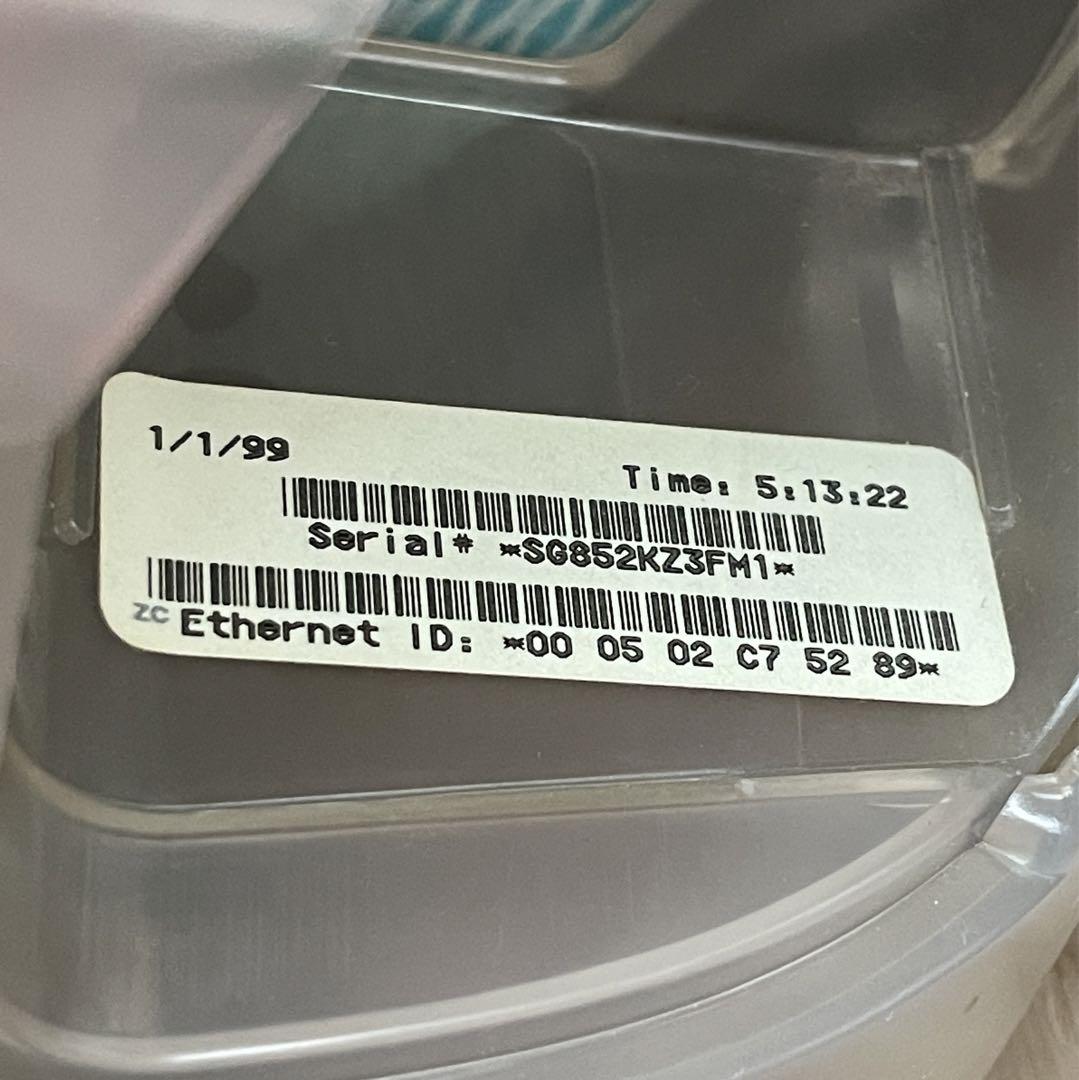 1/1/99
Time: 5:13:22
Serial# *SG852KZ3FM1*
ZC Ethernet ID: *00 05 02 C7 52 89*